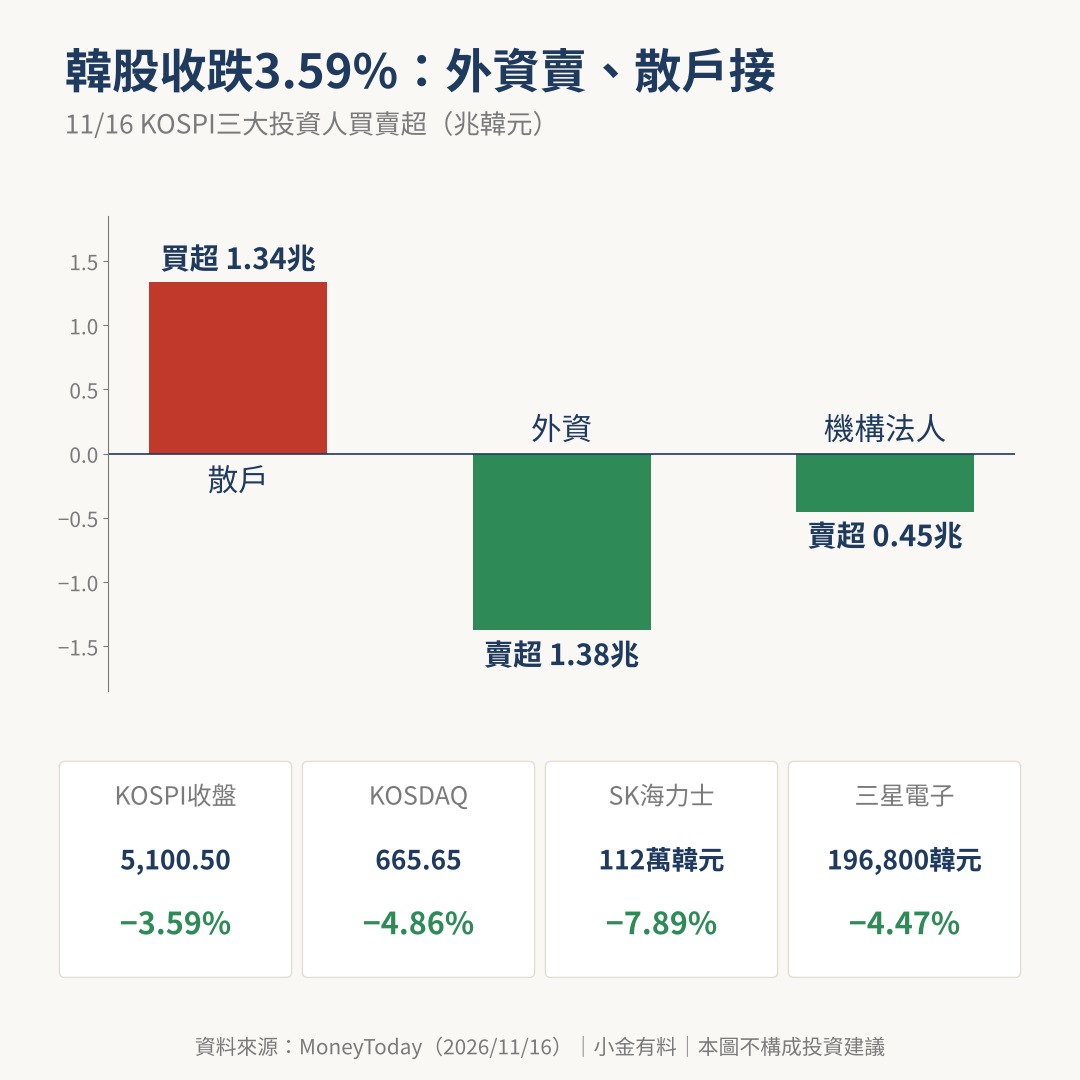 韓股收跌3.59%：外資賣、散戶接
11/16 KOSPI三大投資人買賣超（兆韓元）
1.5
1.0
0.5
0.0
−0.5
−1.0
−1.5
買超 1.34兆
散戶
外資
賣超 1.38兆
機構法人
賣超 0.45兆
KOSPI收盤
5,100.50
−3.59%
KOSDAQ
665.65
−4.86%
SK海力士
112萬韓元
−7.89%
三星電子
196,800韓元
−4.47%
資料來源：MoneyToday（2026/11/16）｜小金有料｜本圖不構成投資建議